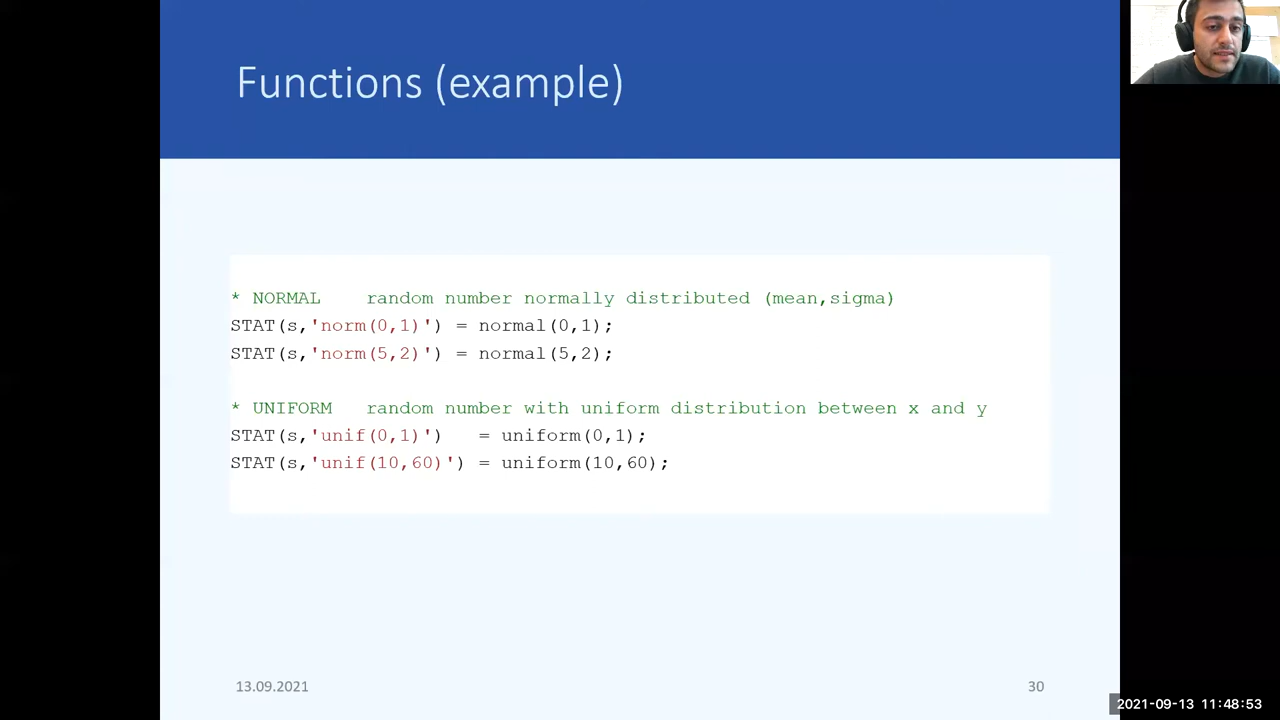 Functions (example)
* NORMAL    random number normally distributed (mean,sigma)
STAT(s,'norm(0,1)') = normal(0,1);
STAT(s,'norm(5,2)') = normal(5,2);
* UNIFORM   random number with uniform distribution between x and y
STAT(s,'unif(0,1)')   = uniform(0,1);
STAT(s,'unif(10,60)') = uniform(10,60);
13.09.2021
30
2021-09-13 11:48:53